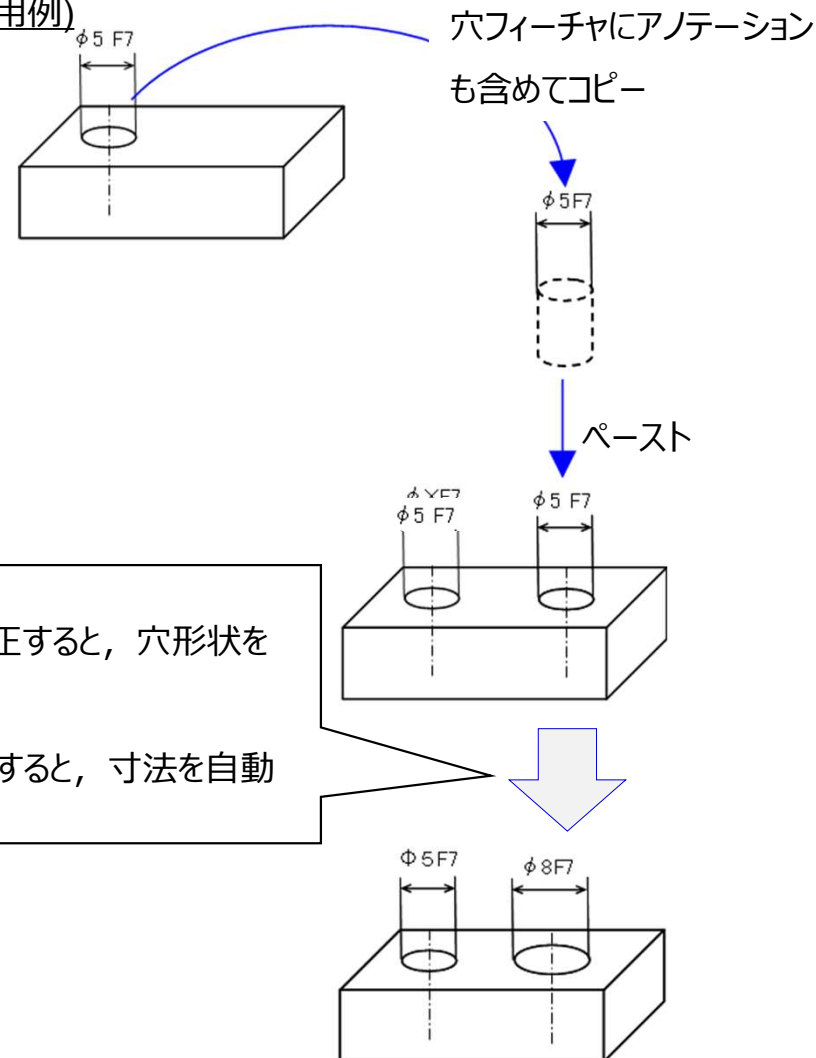 用例)
φ5 F7
穴フィーチャにアノテーション
も含めてコピー
φ5F7
ペースト
φ5 F7
φ5 F7
正すると, 穴形状を
すると, 寸法を自動
Φ5F7
φ8F7